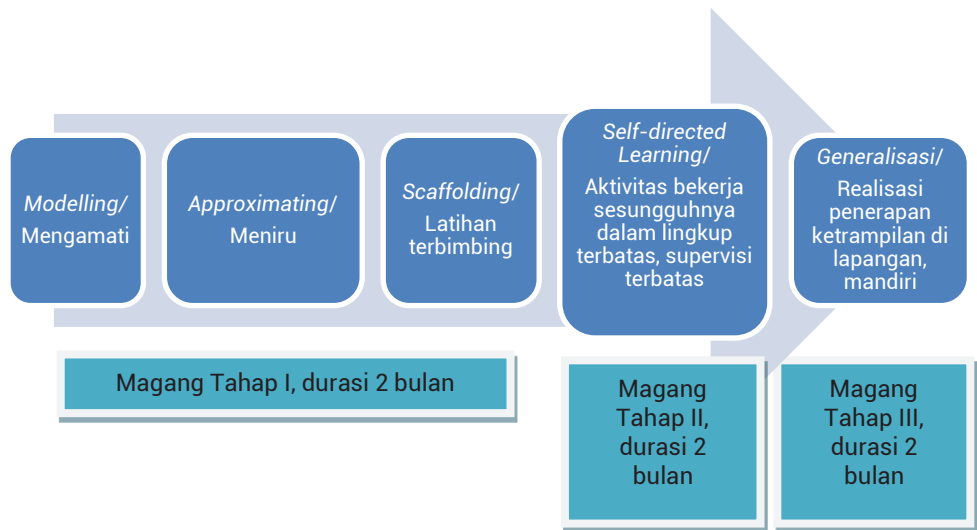 Modelling/
Mengamati
Approximating/
Meniru
Scaffolding/
Latihan
terbimbing
Self-directed
Learning/
Aktivitas bekerja
sesungguhnya
dalam lingkup
terbatas, supervisi
terbatas
Generalisasi/
Realisasi
penerapan
ketrampilan di
lapangan,
mandiri
Magang Tahap I, durasi 2 bulan
Magang
Tahap II,
durasi 2
bulan
Magang
Tahap III,
durasi 2
bulan